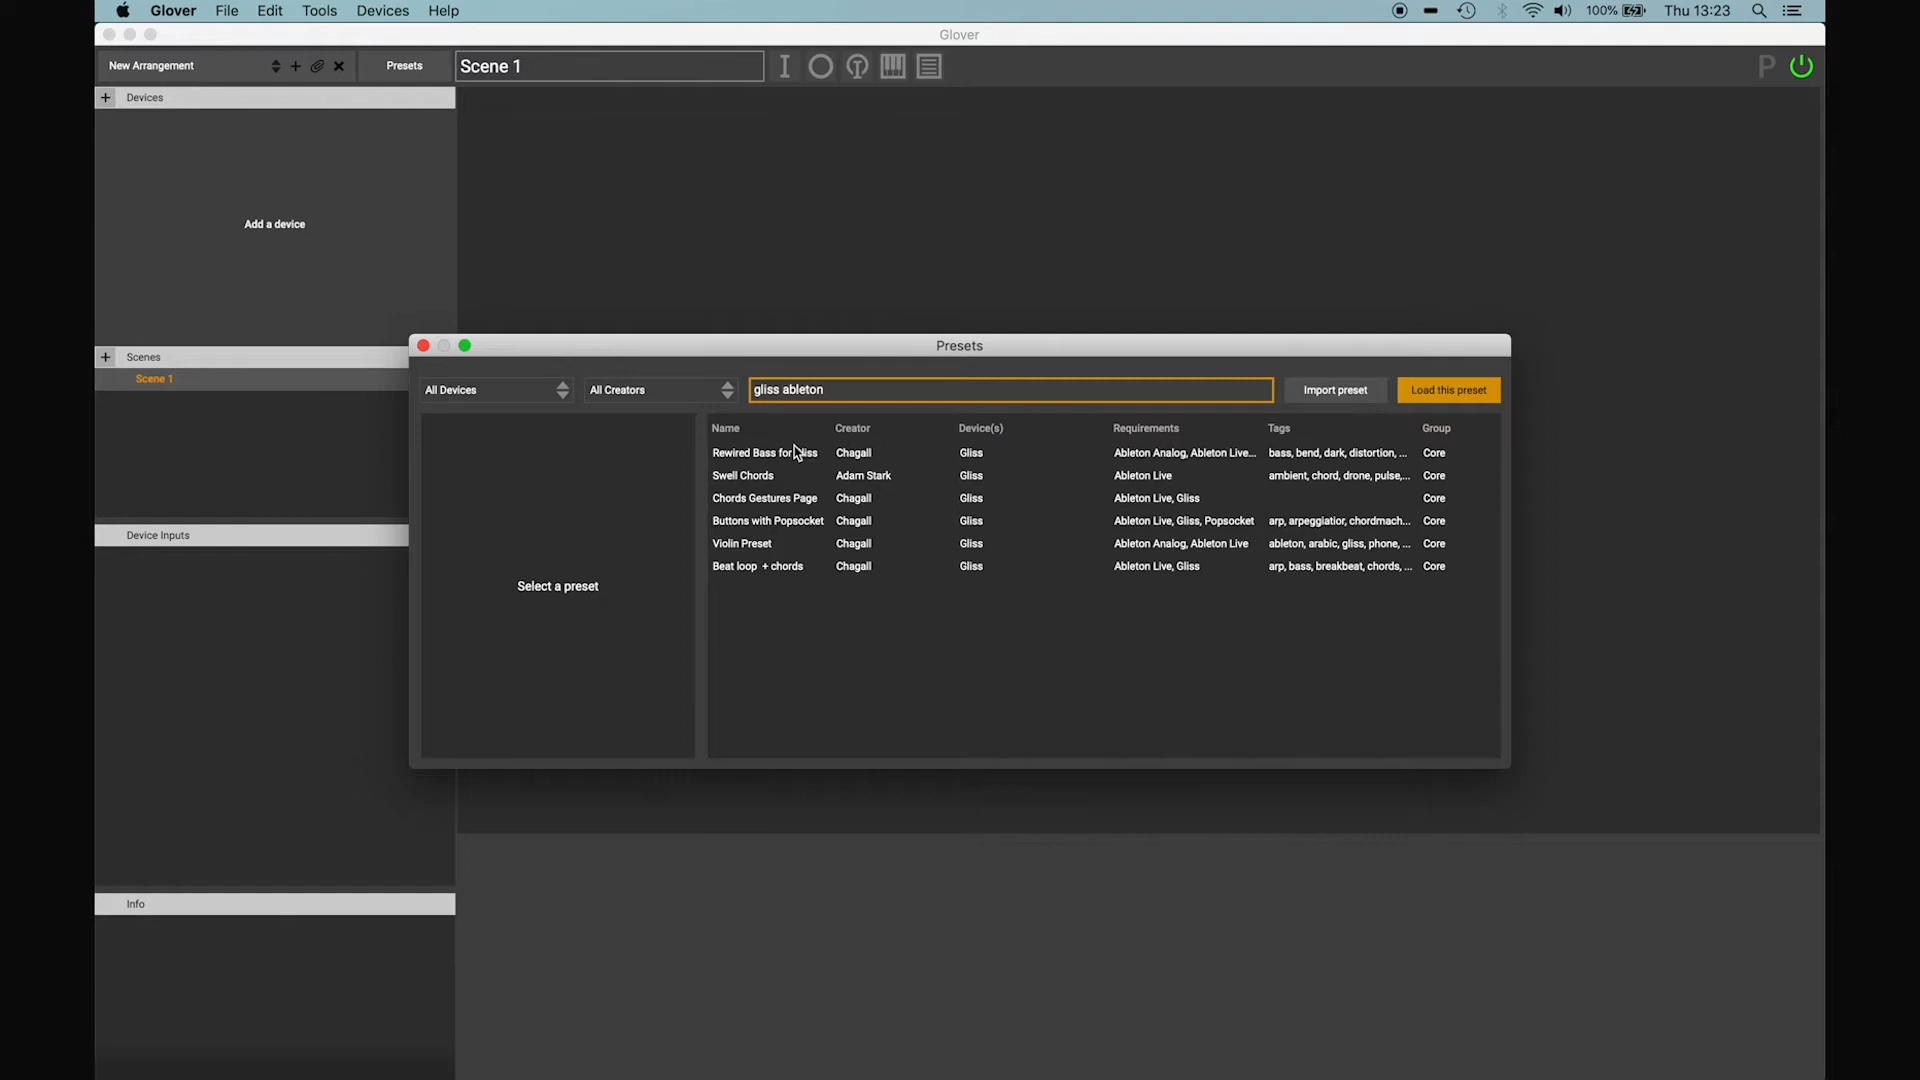 Glover File Edit Tools Devices Help 100% Thu 13:23
Glover
New Arrangement Presets Scene 1 P
Devices
Add a device
Scenes
Scene 1
Presets
All Devices All Creators gliss ableton Import preset Load this preset
Name Creator Device(s) Requirements Tags Group
Rewired Bass for Gliss Chagall Gliss Ableton Analog, Ableton Live... bass, bend, dark, distortion, ... Core
Swell Chords Adam Stark Gliss Ableton Live ambient, chord, drone, pulse,... Core
Chords Gestures Page Chagall Gliss Ableton Live, Gliss Core
Buttons with Popsocket Chagall Gliss Ableton Live, Gliss, Popsocket arp, arpeggiatior, chordmach... Core
Violin Preset Chagall Gliss Ableton Analog, Ableton Live ableton, arabic, gliss, phone, ... Core
Beat loop + chords Chagall Gliss Ableton Live, Gliss arp, bass, breakbeat, chords, ... Core
Select a preset
Device Inputs
Info